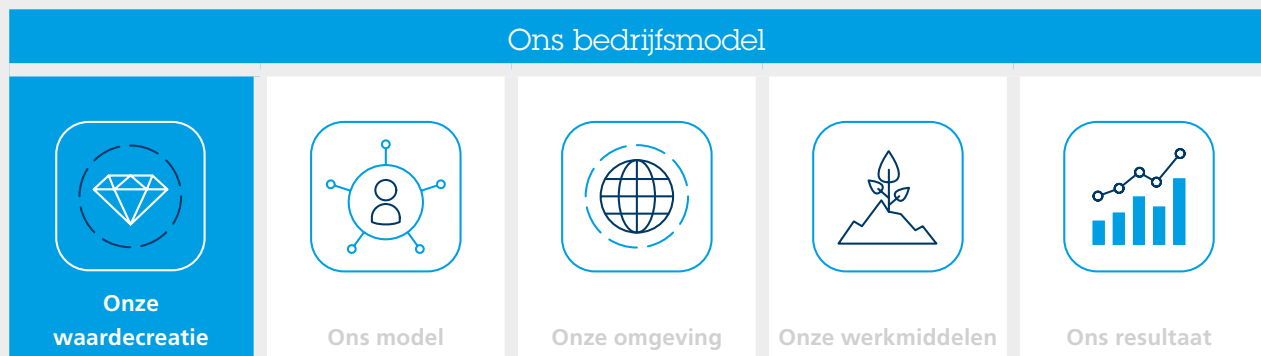 Ons bedrijfsmodel
Onze
waardecreatie
Ons model
Onze omgeving
Onze werkmiddelen
Ons resultaat